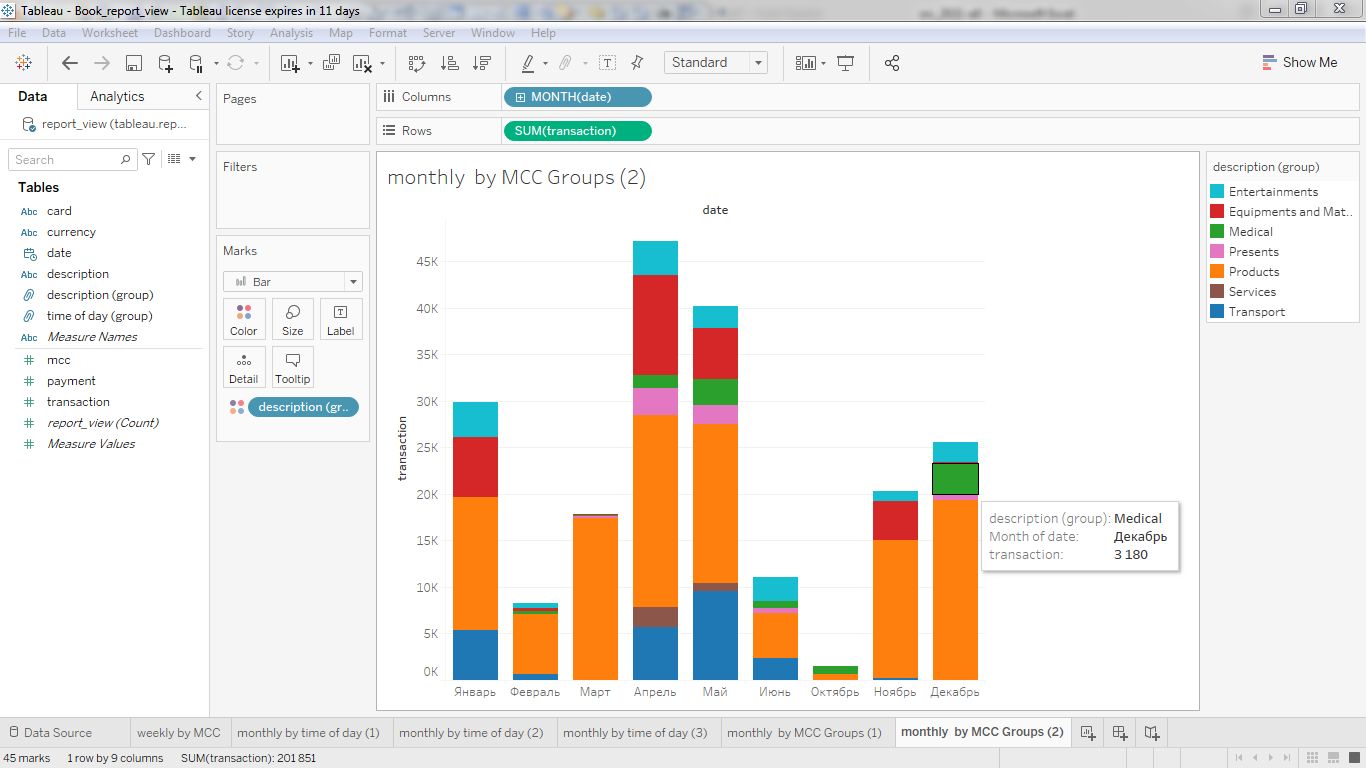 Tableau - Book_report_view - Tableau license expires in 11 days
File Data Worksheet Dashboard Story Analysis Map Format Server Window Help
Standard
Show Me
Data Analytics
report_view (tableau.rep...
Search
Tables
Abc card
Abc currency
date
Abc description
description (group)
time of day (group)
Abc Measure Names
mcc
payment
transaction
report_view (Count)
Measure Values
Pages
Filters
Marks
Bar
Color Size Label
Detail Tooltip
description (gr..
Columns MONTH(date)
Rows SUM(transaction)
monthly by MCC Groups (2)
date
transaction
45K
40K
35K
30K
25K
20K
15K
10K
5K
0K
Январь Февраль Март Апрель Май Июнь Октябрь Ноябрь Декабрь
description (group): Medical
Month of date: Декабрь
transaction: 3 180
description (group)
Entertainments
Equipments and Mat..
Medical
Presents
Products
Services
Transport
Data Source weekly by MCC monthly by time of day (1) monthly by time of day (2) monthly by time of day (3) monthly by MCC Groups (1) monthly by MCC Groups (2)
45 marks 1 row by 9 columns SUM(transaction): 201 851